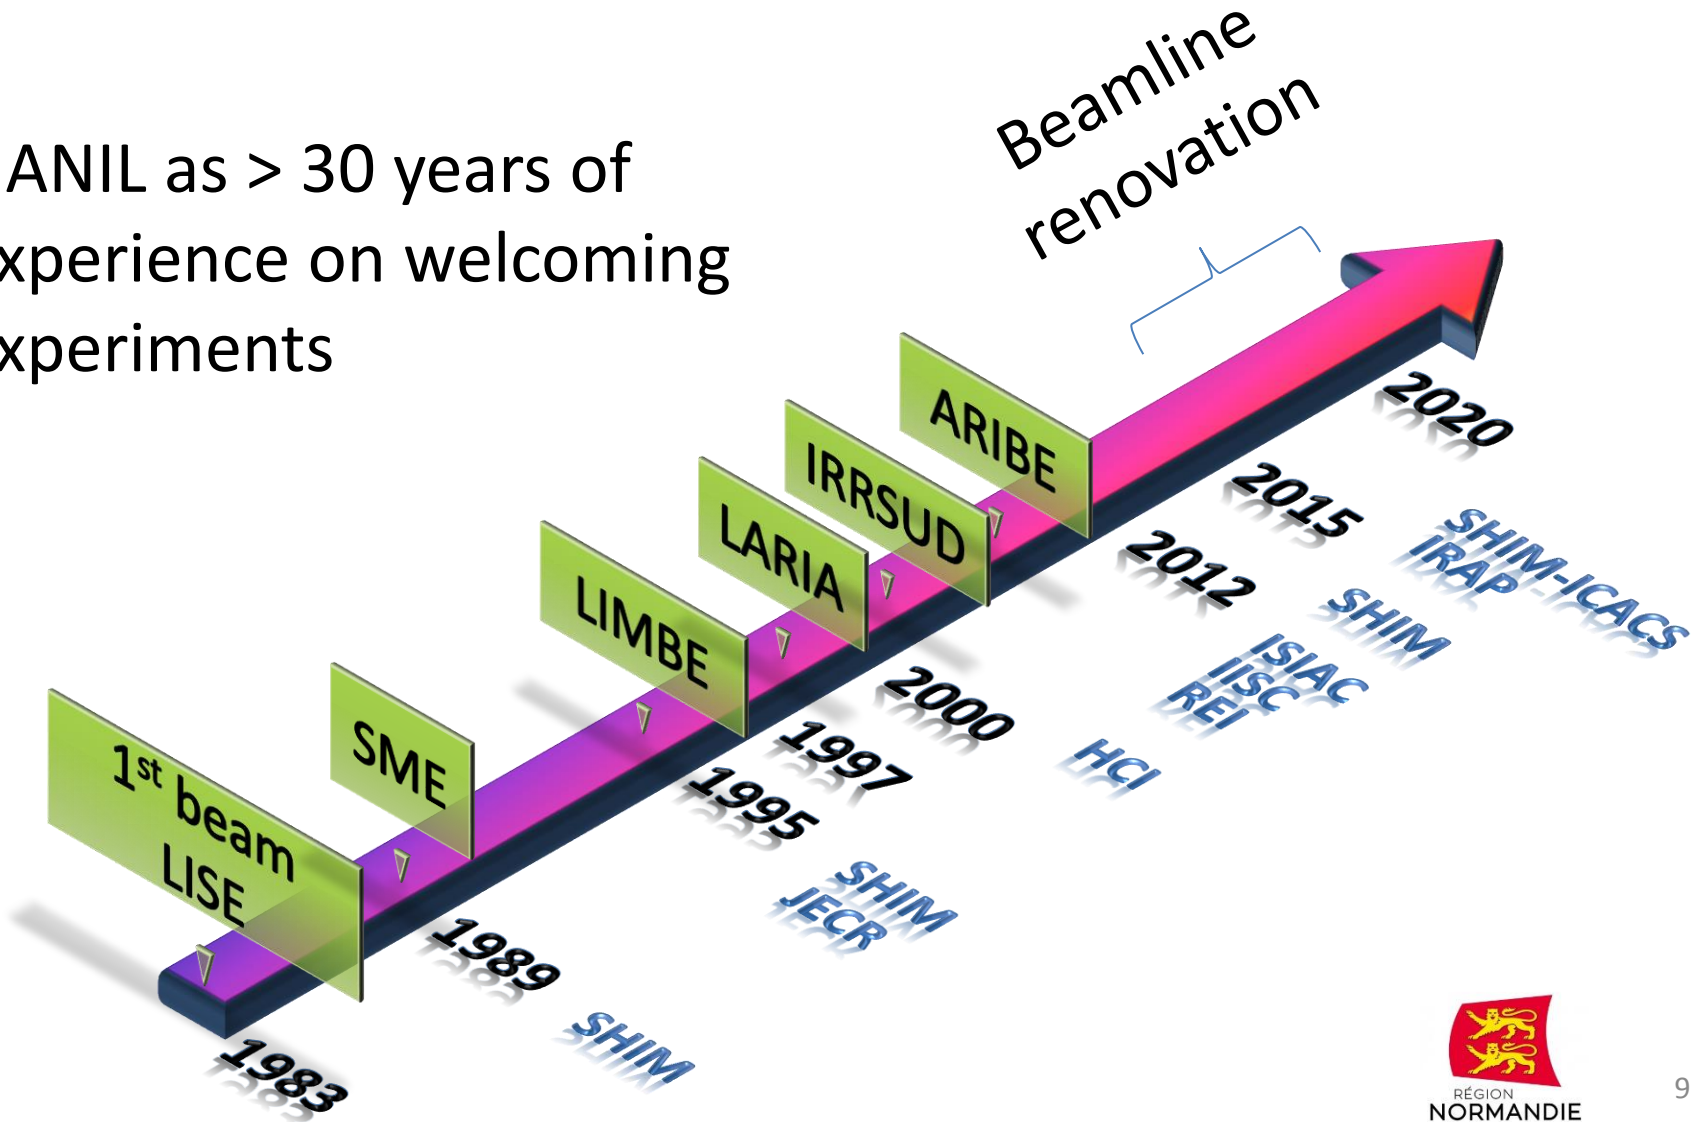 ANIL as > 30 years of
xperience on welcoming
xperiments
Beamline
renovation
1st beam
LISE
SME
LIMBE
LARIA
IRRSUD
ARIBE
1983
1989
1995
1997
2000
2012
2015
2020
SHIM
SHIM
JECR
HCI
ISIAC
IISC
REI
SHIM
SHIM-ICACS
IRAP
RÉGION
NORMANDIE
9